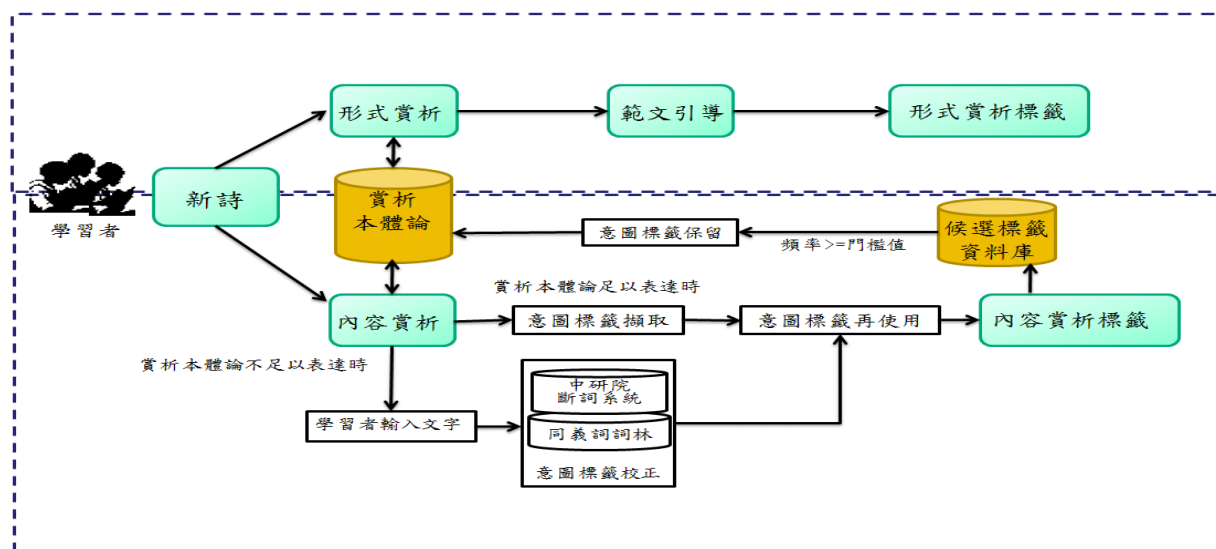 形式賞析
範文引導
形式賞析標籤
新詩
學習者
賞析
本體論
意圖標籤保留
頻率>=門檻值
候選標籤
資料庫
賞析本體論足以表達時
內容賞析
意圖標籤擷取
意圖標籤再使用
內容賞析標籤
賞析本體論不足以表達時
學習者輸入文字
中研院
斷詞系統
同義詞詞林
意圖標籤校正